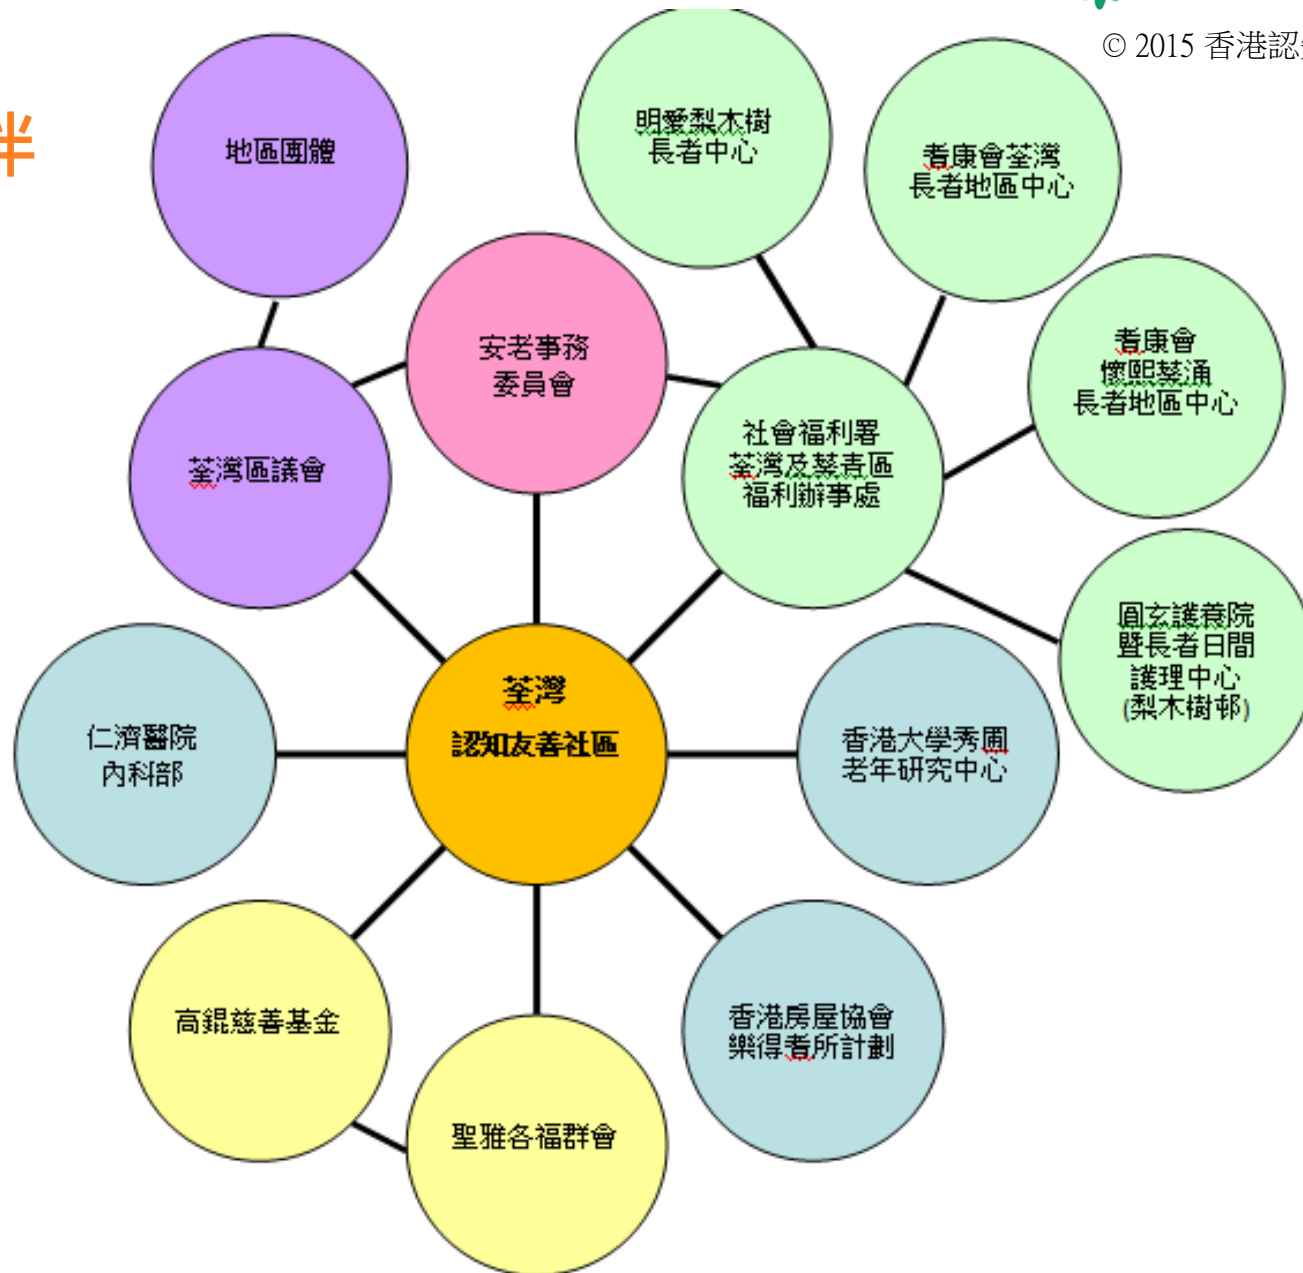 © 2015 香港認
伴
地區團體
明愛梨木樹
長者中心
耆康會荃灣
長者地區中心
安老事務
委員會
耆康會
懷熙葵涌
長者地區中心
荃灣區議會
社會福利署
荃灣及葵青區
福利辦事處
圓玄護養院
暨長者日間
護理中心
(梨木樹邨)
荃灣
認知友善社區
仁濟醫院
內科部
香港大學秀圃
老年研究中心
高錕慈善基金
香港房屋協會
樂得耆所計劃
聖雅各福群會